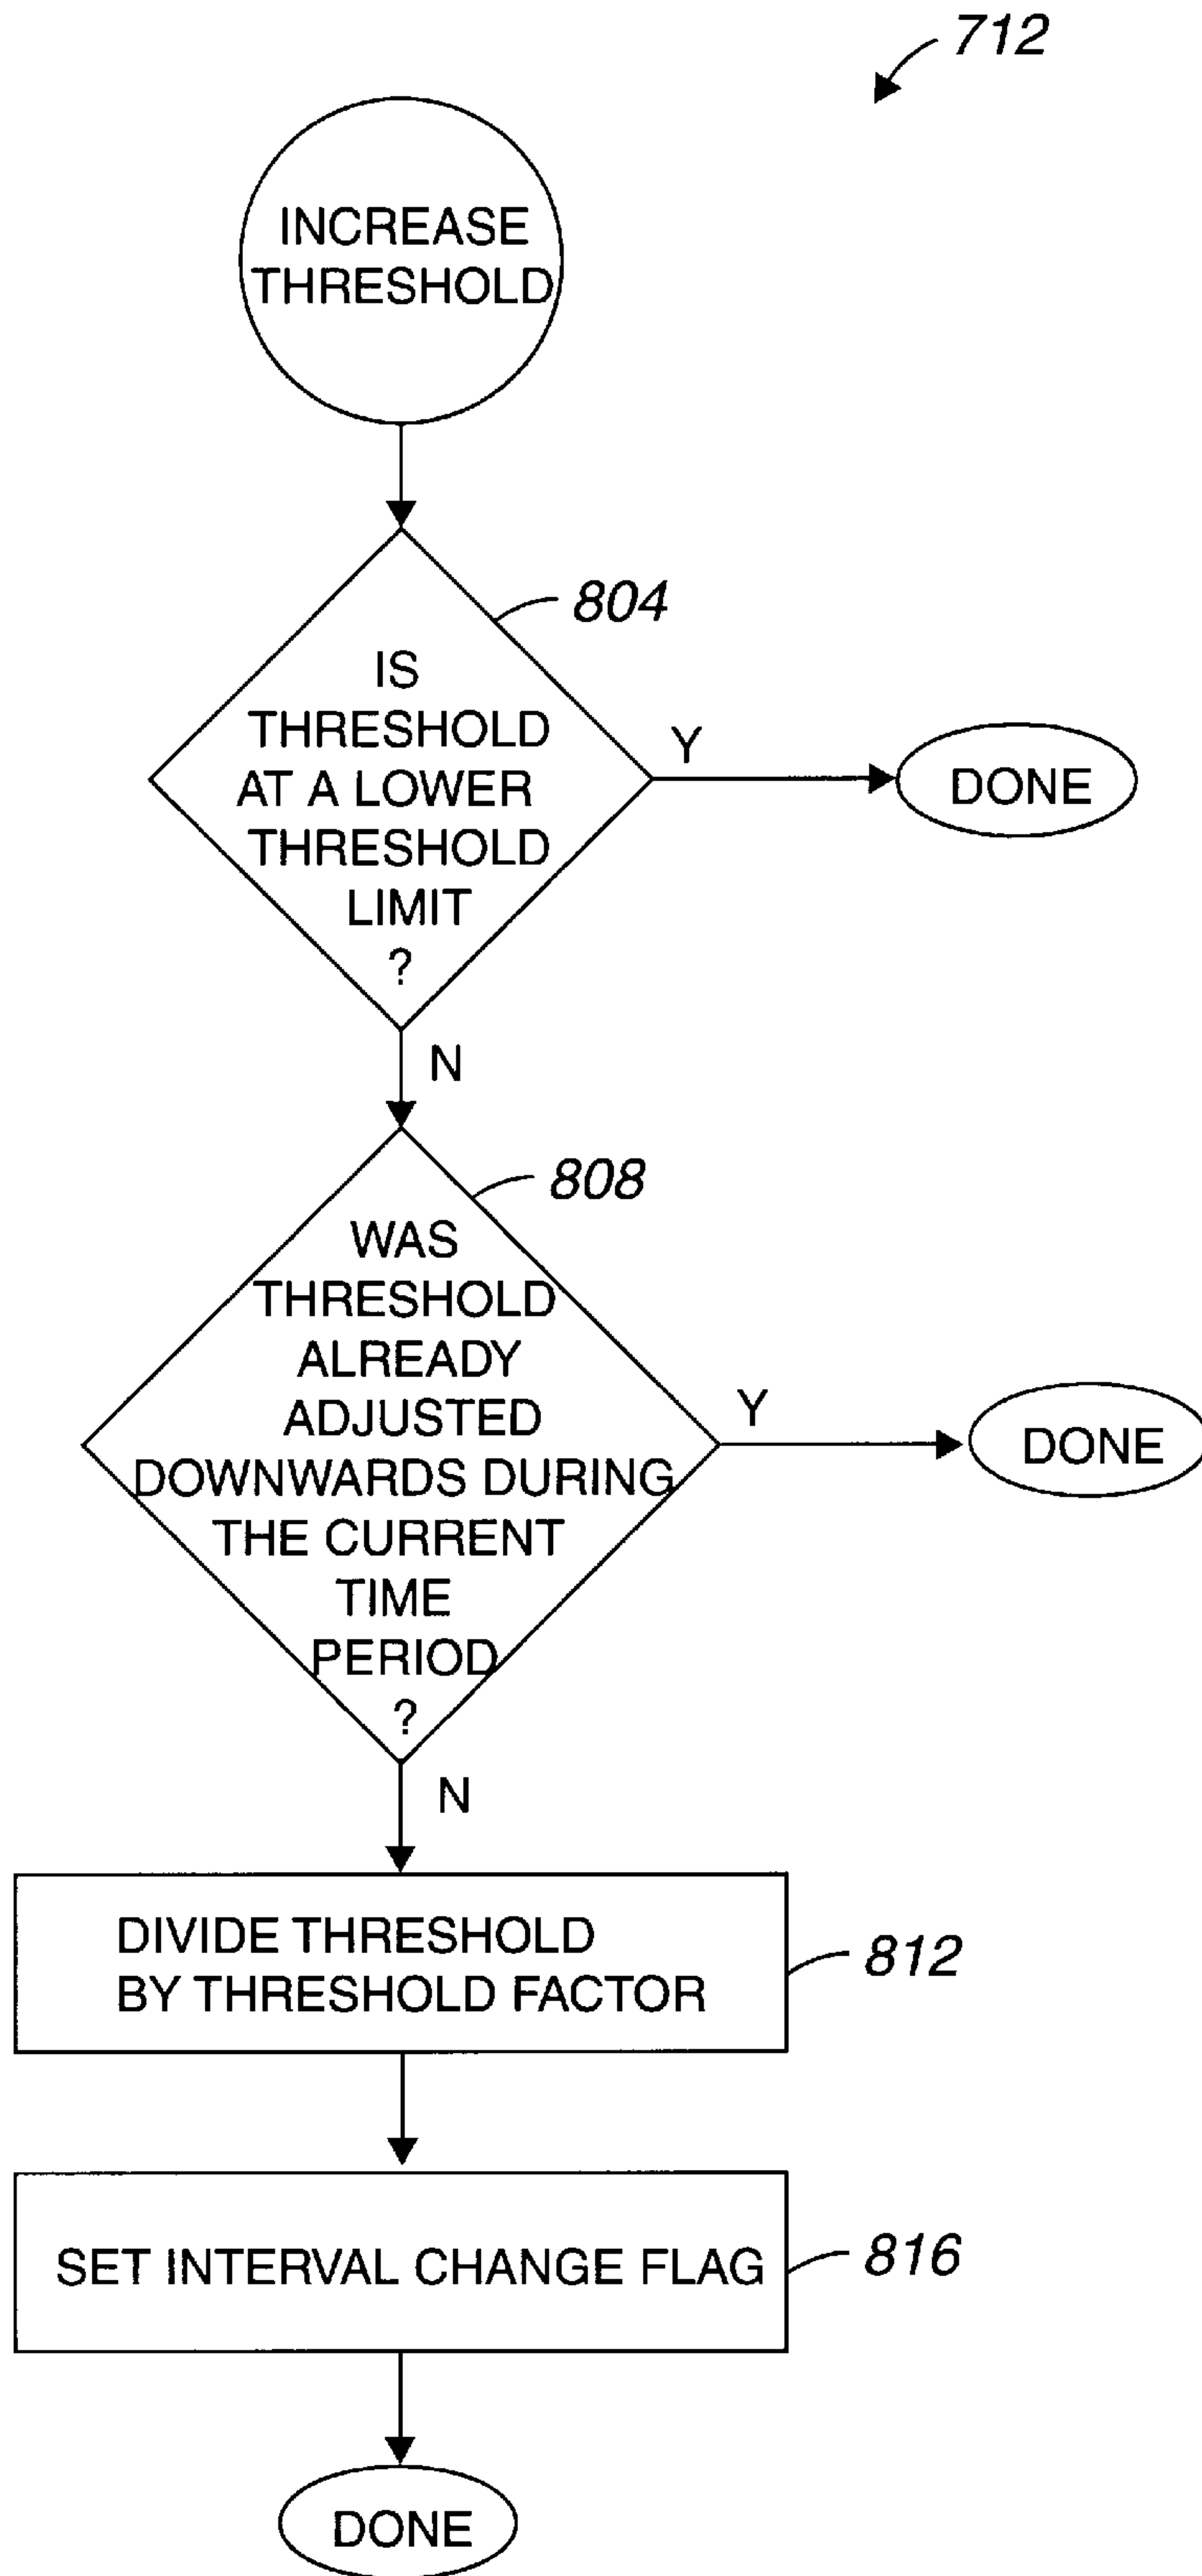 712
INCREASE
THRESHOLD
804
IS
THRESHOLD
AT A LOWER
THRESHOLD
LIMIT
?
Y
DONE
N
808
WAS
THRESHOLD
ALREADY
ADJUSTED
DOWNWARDS DURING
THE CURRENT
TIME
PERIOD
?
Y
DONE
N
DIVIDE THRESHOLD
BY THRESHOLD FACTOR
812
SET INTERVAL CHANGE FLAG
816
DONE